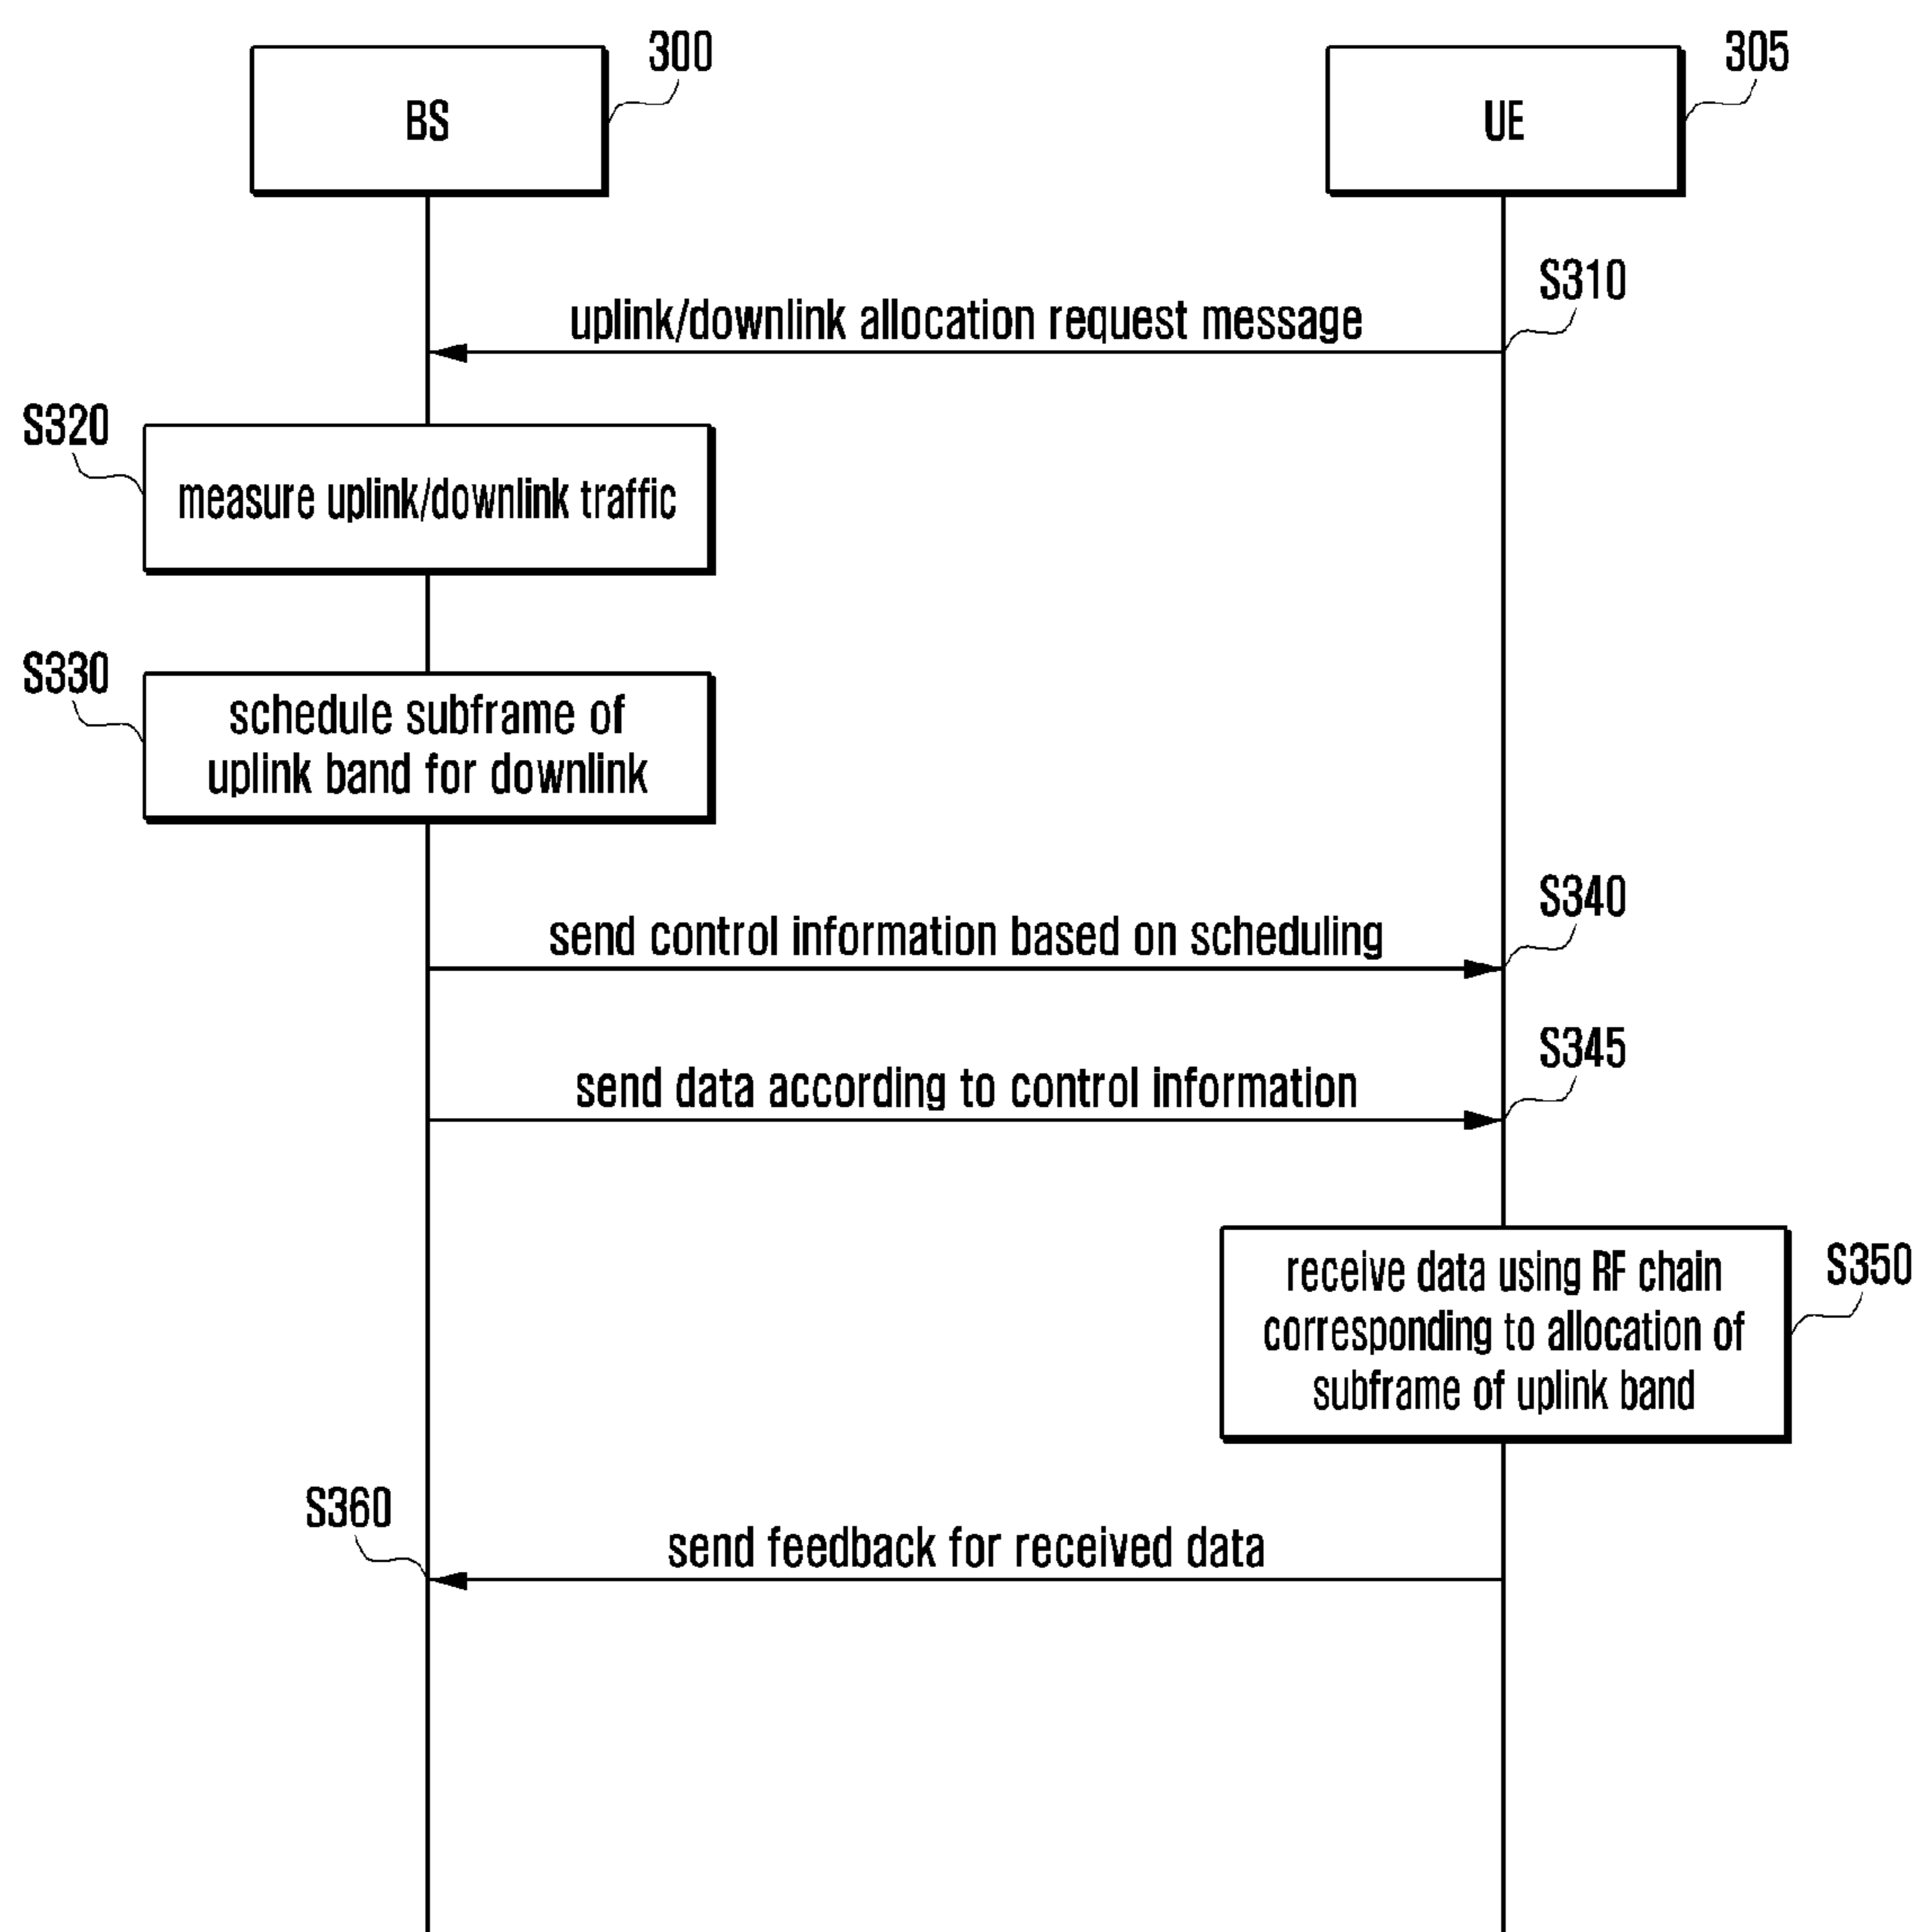 300
305
BS
UE
S310
uplink/downlink allocation request message
S320
measure uplink/downlink traffic
S330
schedule subframe of
uplink band for downlink
S340
send control information based on scheduling
S345
send data according to control information
S350
receive data using RF chain
corresponding to allocation of
subframe of uplink band
S360
send feedback for received data